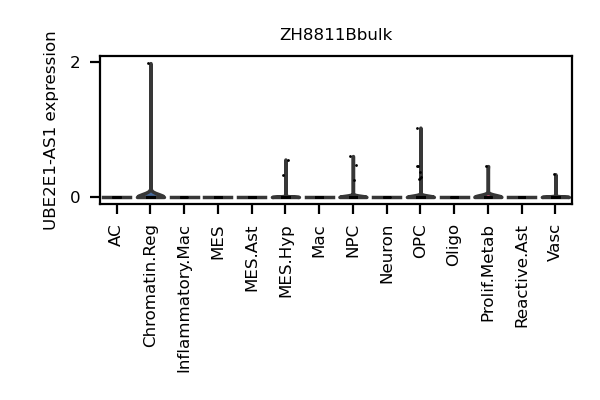 ZH8811Bbulk
UBE2E1-AS1 expression
2
0
AC
Chromatin.Reg
Inflammatory.Mac
MES
MES.Ast
MES.Hyp
Mac
NPC
Neuron
OPC
Oligo
Prolif.Metab
Reactive.Ast
Vasc